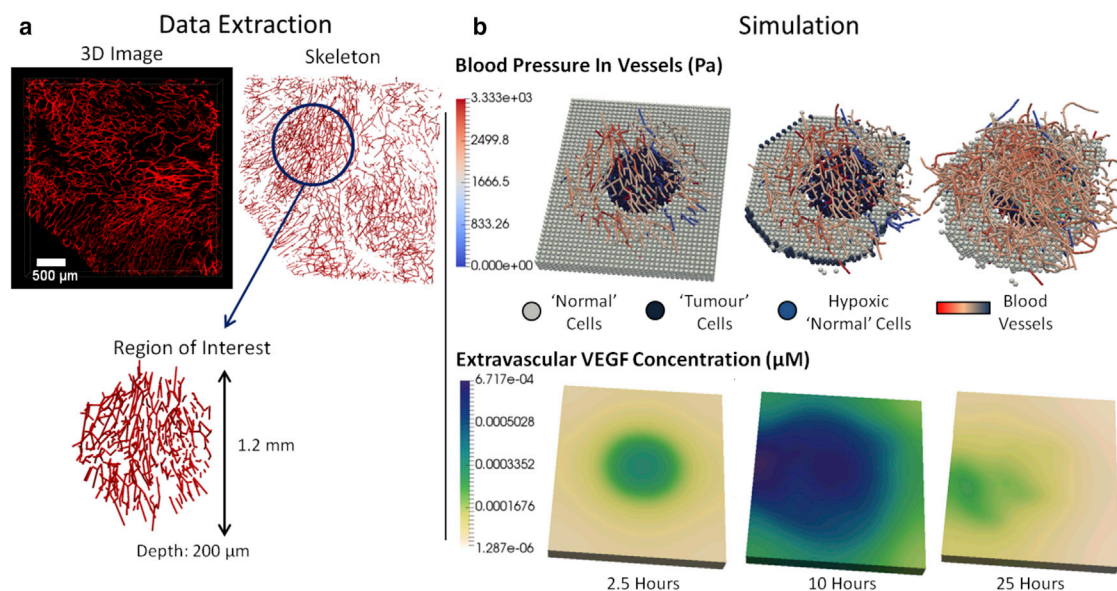 a
Data Extraction
3D Image
Skeleton
500 µm
Region of Interest
1.2 mm
Depth: 200 µm
b
Simulation
Blood Pressure In Vessels (Pa)
3.333e+03
2499.8
1666.5
833.26
0.000e+00
'Normal' Cells
'Tumour' Cells
Hypoxic 'Normal' Cells
Blood Vessels
Extravascular VEGF Concentration (µM)
6.717e-04
0.0005028
0.0003352
0.0001676
1.287e-06
2.5 Hours
10 Hours
25 Hours